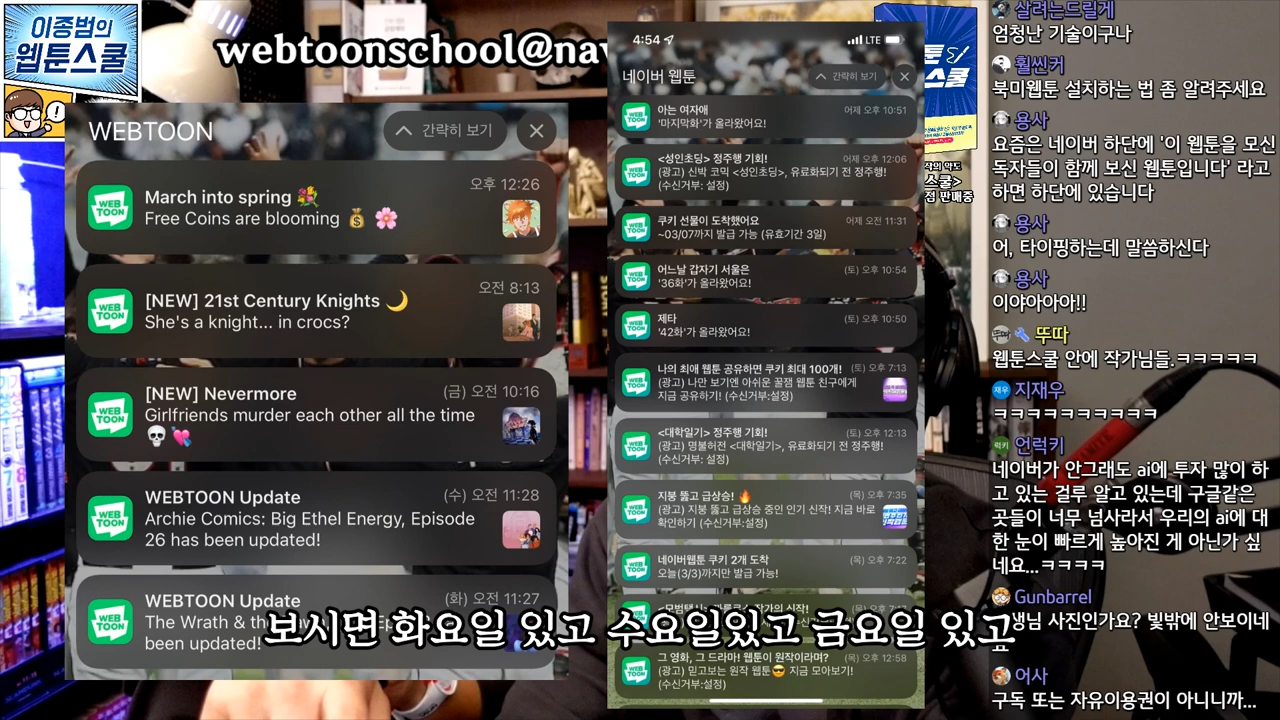 이종범의
웹툰스쿨
webtoonschool@nav
WEBTOON
간략히 보기
March into spring 💐
오후 12:26
Free Coins are blooming 💰 🌸
[NEW] 21st Century Knights 🌙
오전 8:13
She's a knight... in crocs?
[NEW] Nevermore
(금) 오전 10:16
Girlfriends murder each other all the time
💀💘
WEBTOON Update
(수) 오전 11:28
Archie Comics: Big Ethel Energy, Episode
26 has been updated!
WEBTOON Update
(화) 오전 11:27
The Wrath & th
been updated!
4:54
LTE
네이버 웹툰
간략히 보기
아는 여자애
어제 오후 10:51
'마지막화'가 올라왔어요!
<성인초딩> 정주행 기회!
어제 오후 12:06
(광고) 신박 코믹 <성인초딩>, 유료화되기 전 정주행!
(수신거부: 설정)
쿠키 선물이 도착했어요
어제 오전 11:31
~03/07까지 발급 가능 (유효기간 3일)
어느날 갑자기 서울은
(토) 오후 10:54
'36화'가 올라왔어요!
제타
(토) 오후 10:50
'42화'가 올라왔어요!
나의 최애 웹툰 공유하면 쿠키 최대 100개!
(토) 오후 7:13
(광고) 나만 보기엔 아쉬운 꿀잼 웹툰 친구에게
지금 공유하기! (수신거부:설정)
<대학일기> 정주행 기회!
(토) 오후 12:13
(광고) 명불허전 <대학일기>, 유료화되기 전 정주행!
(수신거부: 설정)
지붕 뚫고 급상승! 🔥
(목) 오후 7:35
(광고) 지붕 뚫고 급상승 중인 인기 신작! 지금 바로
확인하기 (수신거부:설정)
네이버웹툰 쿠키 2개 도착
(목) 오후 7:22
오늘(3/3)까지만 발급 가능!
작가의 신작!
그 영화, 그 드라마! 웹툰이 원작이라며?
(목) 오후 12:58
(광고) 믿고보는 원작 웹툰😎 지금 모아보기!
(수신거부:설정)
보시면 화요일 있고 수요일있고 금요일 있고
살려는드릴게
엄청난 기술이구나
휠씬커
북미웹툰 설치하는 법 좀 알려주세요
용사
요즘은 네이버 하단에 '이 웹툰을 모신
독자들이 함께 보신 웹툰입니다' 라고
하면 하단에 있습니다
용사
어, 타이핑하는데 말씀하신다
용사
이야아아아!!
뚜따
웹툰스쿨 안에 작가님들.ㅋㅋㅋㅋㅋ
재우
지재우
ㅋㅋㅋㅋㅋㅋㅋㅋㅋㅋ
럭키
언럭키
네이버가 안그래도 ai에 투자 많이 하
고 있는 걸루 알고 있는데 구글같은
곳들이 너무 넘사라서 우리의 ai에 대
한 눈이 빠르게 높아진 게 아닌가 싶
네요...ㅋㅋㅋㅋ
Gunbarrel
생님 사진인가요? 빛밖에 안보이네
요
어사
구독 또는 자유이용권이 아니니까...